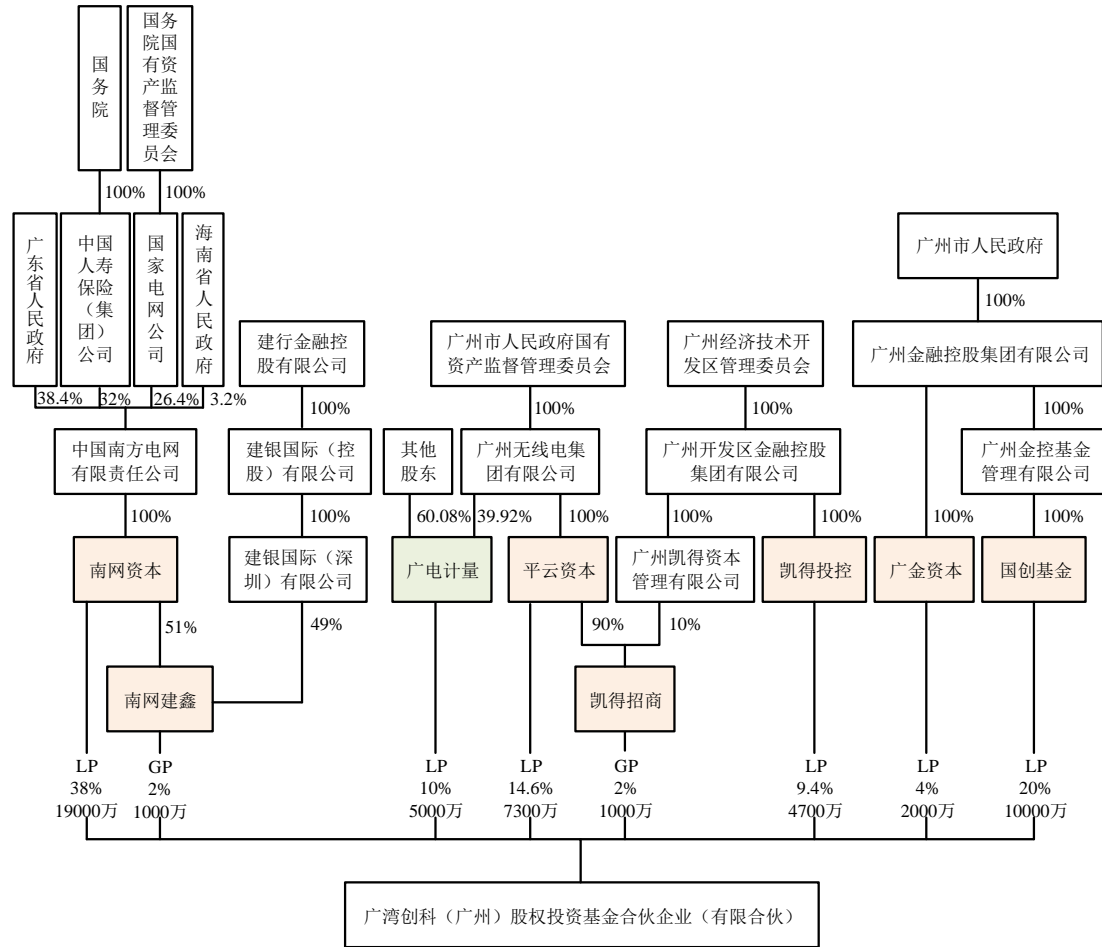 国务院
国务
院国
有资
产监
督管
理委
员会
100%
100%
广东省人民政府
中国
人寿
保险
（集
团）
公司
国家电网公司
海南省人民政府
广州市人民政府
100%
建行金融控
股有限公司
广州市人民政府国有
资产监督管理委员会
广州经济技术开
发区管理委员会
广州金融控股集团有限公司
38.4%
32%
26.4%
3.2%
100%
100%
100%
100%
中国南方电网
有限责任公司
建银国际（控
股）有限公司
其他
股东
广州无线电集
团有限公司
广州开发区金融控股
集团有限公司
广州金控基金
管理有限公司
100%
100%
60.08%
39.92%
100%
100%
100%
100%
100%
南网资本
建银国际（深
圳）有限公司
广电计量
平云资本
广州凯得资本
管理有限公司
凯得投控
广金资本
国创基金
51%
49%
90%
10%
南网建鑫
凯得招商
LP
38%
19000万
GP
2%
1000万
LP
10%
5000万
LP
14.6%
7300万
GP
2%
1000万
LP
9.4%
4700万
LP
4%
2000万
LP
20%
10000万
广湾创科（广州）股权投资基金合伙企业（有限合伙）